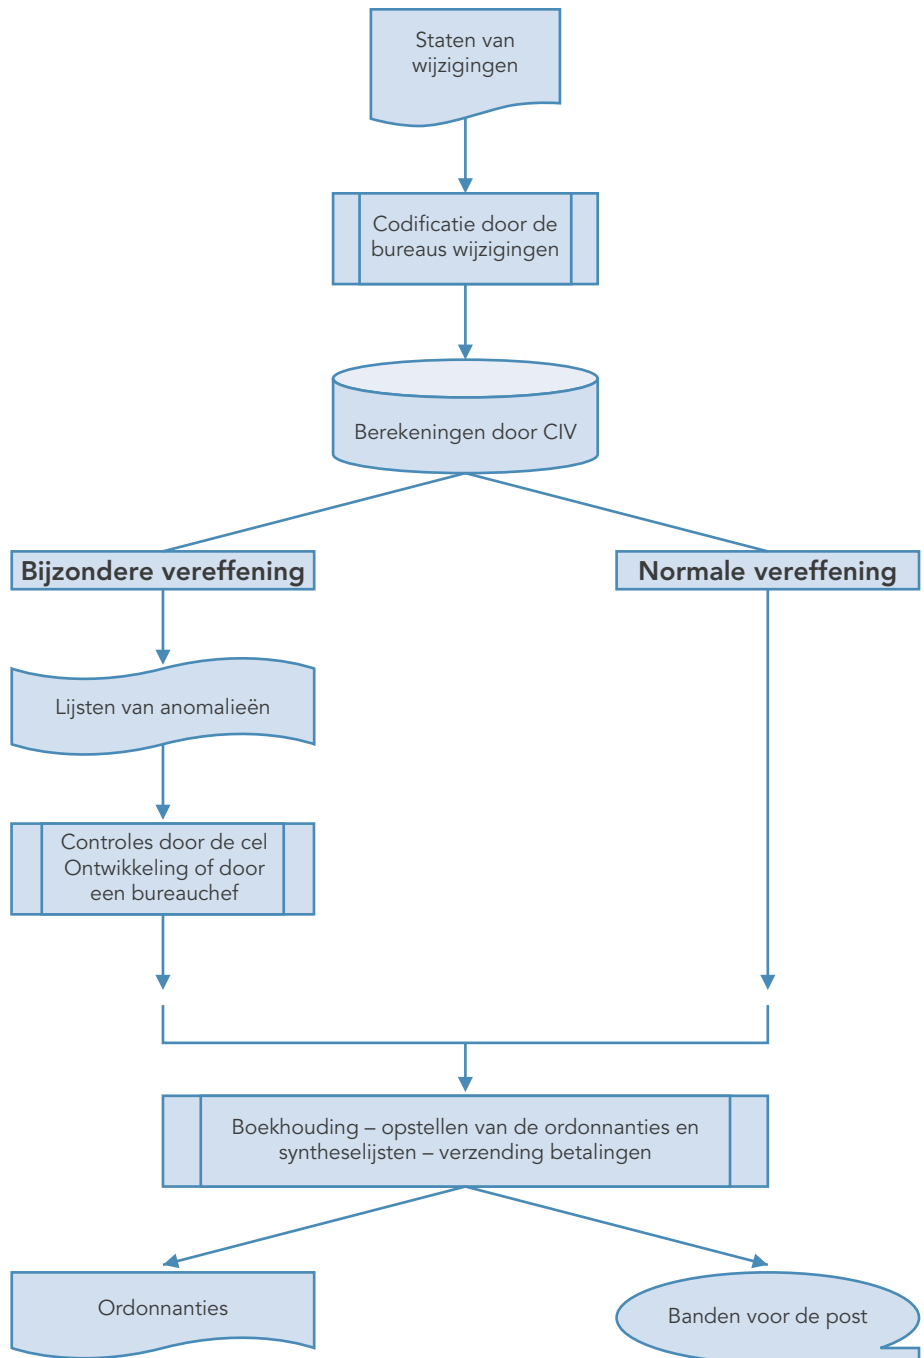 Staten van
wijzigingen
Codificatie door de
bureaus wijzigingen
Berekeningen door CIV
Bijzondere vereffening
Normale vereffening
Lijsten van anomalieën
Controles door de cel
Ontwikkeling of door
een bureauchef
Boekhouding – opstellen van de ordonnanties en
syntheselijsten – verzending betalingen
Ordonnanties
Banden voor de post